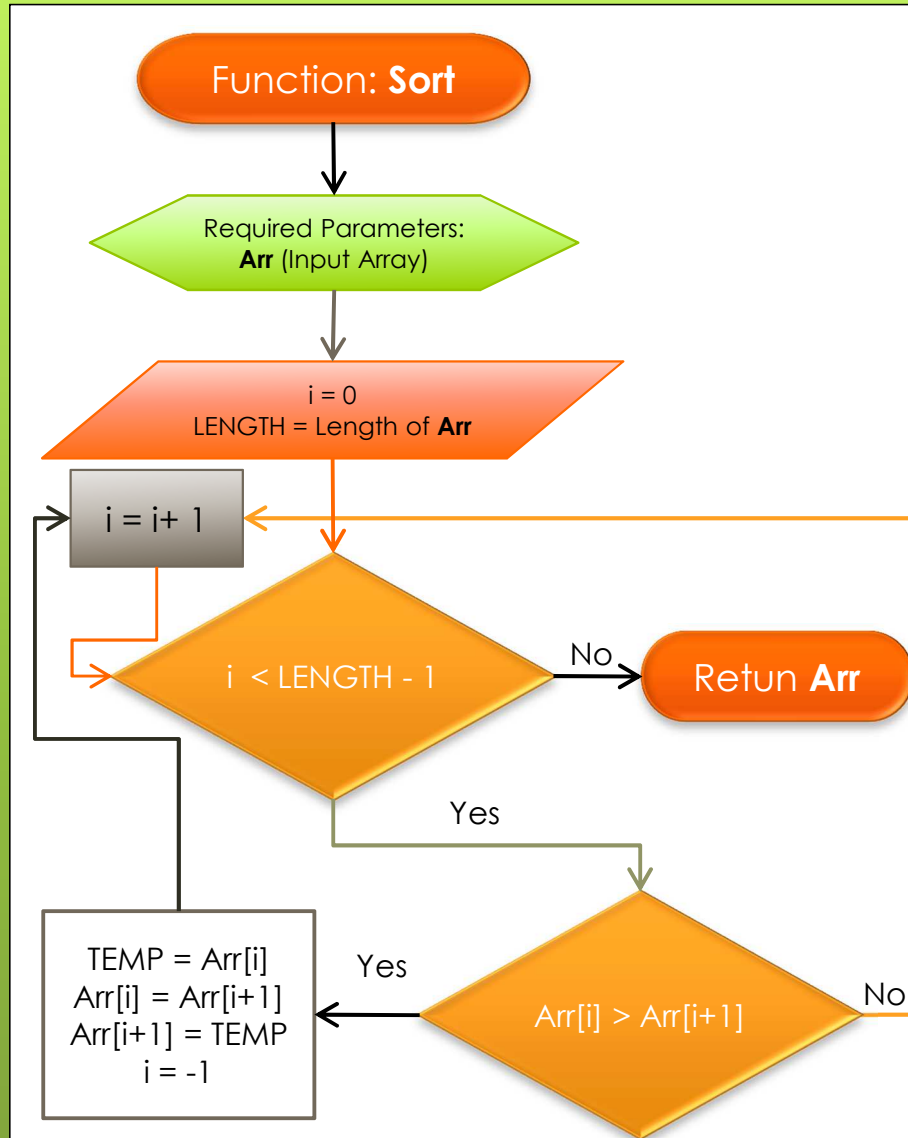 Function: Sort
Required Parameters:
Arr (Input Array)
i = 0
LENGTH = Length of Arr
i = i+ 1
i < LENGTH - 1
No
Retun Arr
Yes
TEMP = Arr[i]
Arr[i] = Arr[i+1]
Arr[i+1] = TEMP
i = -1
Yes
Arr[i] > Arr[i+1]
No